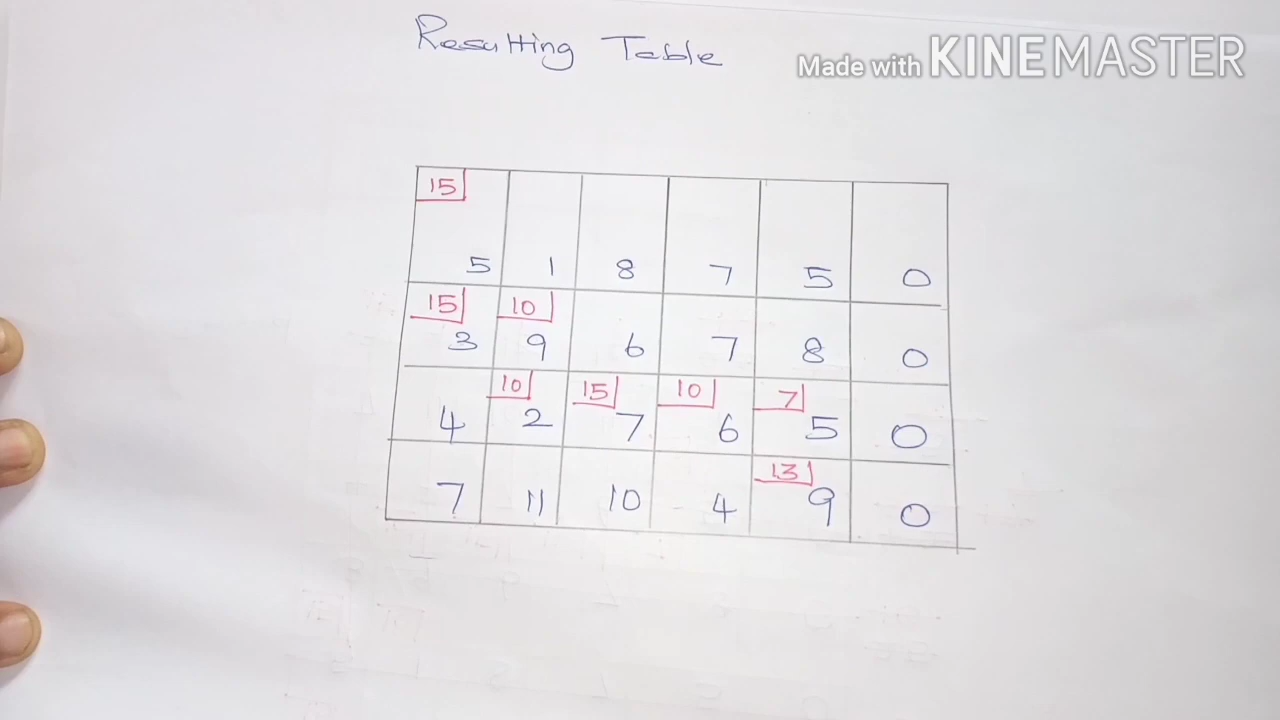 Resulting Table
Made with KINEMASTER
15
5 1 8 7 5 0
15 10
3 9 6 7 8 0
10 15 10 7
4 2 7 6 5 0
13
7 11 10 4 9 0